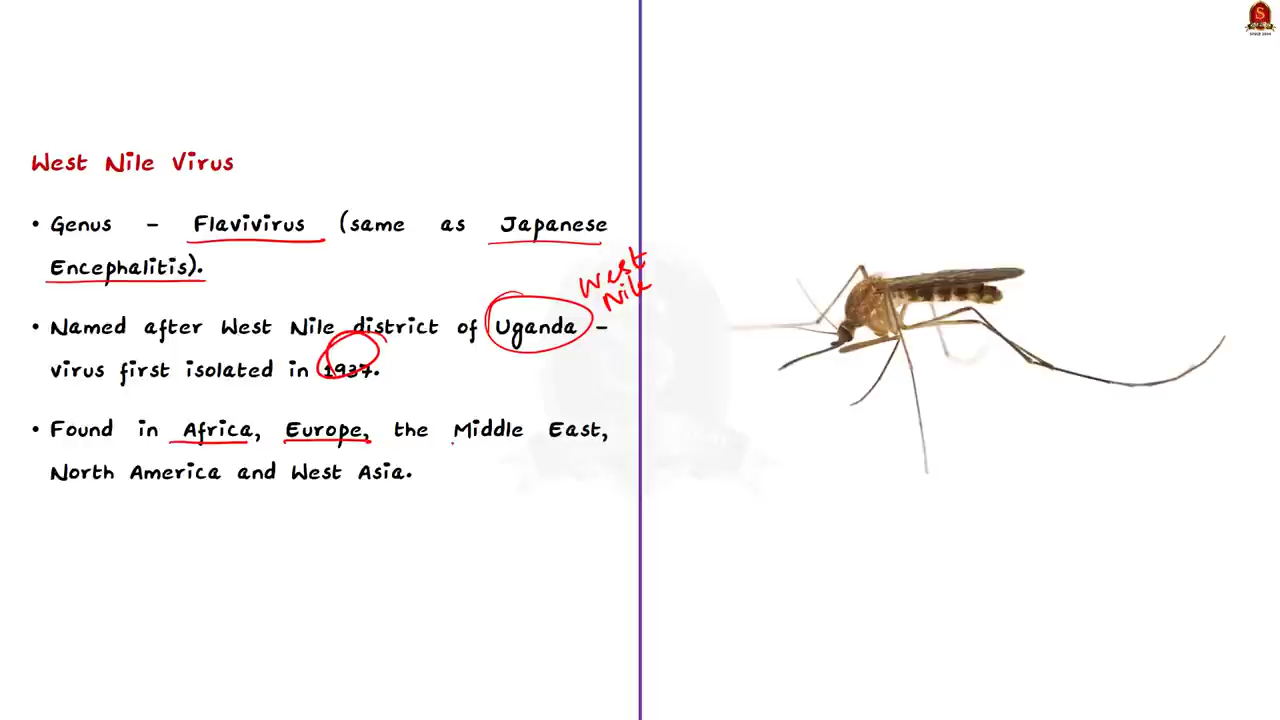 West Nile Virus
• Genus – Flavivirus (same as Japanese
Encephalitis).
West
Nile
• Named after West Nile district of Uganda –
virus first isolated in 1937.
• Found in Africa, Europe, the Middle East,
North America and West Asia.